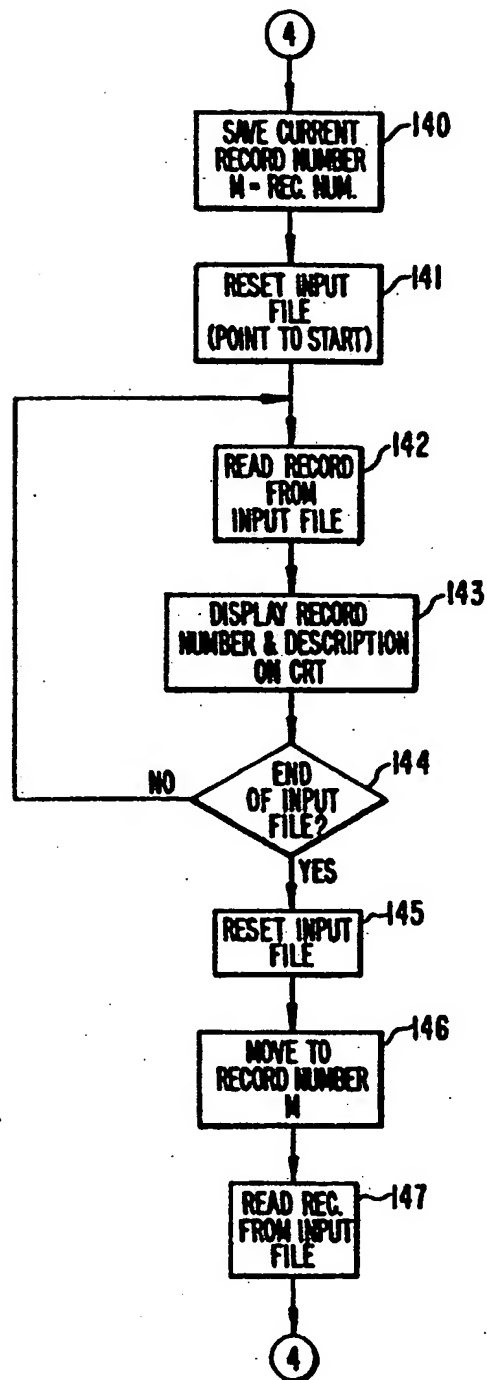 4
SAVE CURRENT
RECORD NUMBER
M = REC. NUM.
140
RESET INPUT
FILE
(POINT TO START)
141
READ RECORD
FROM
INPUT FILE
142
DISPLAY RECORD
NUMBER & DESCRIPTION
ON CRT
143
END
OF INPUT
FILE?
144
NO
YES
RESET INPUT
FILE
145
MOVE TO
RECORD NUMBER
M
146
READ REC.
FROM INPUT
FILE
147
4